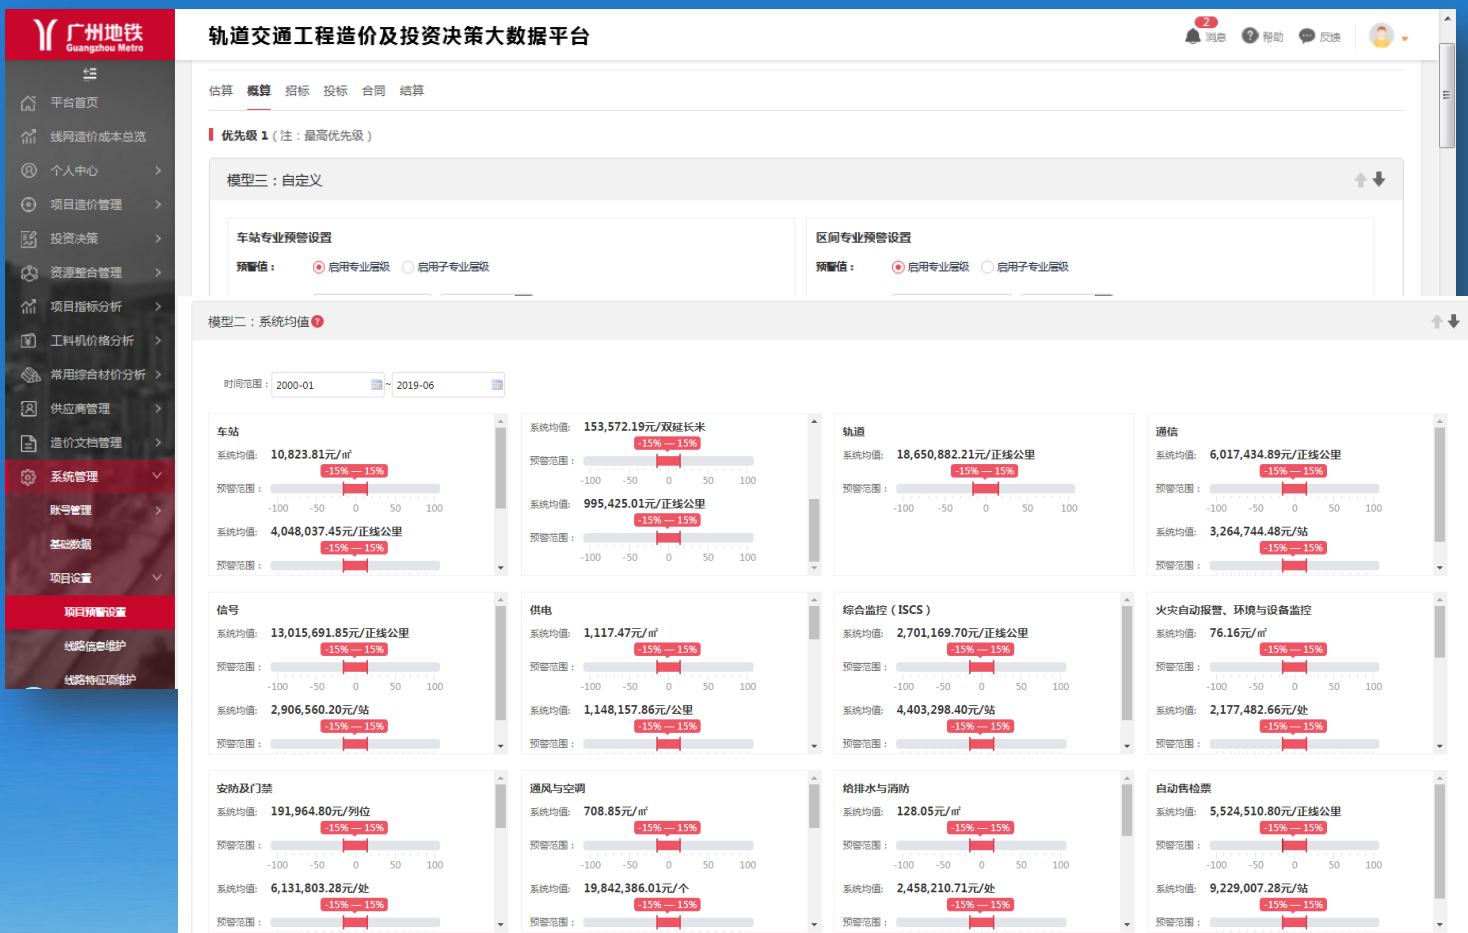 广州地铁
Guangzhou Metro
轨道交通工程造价及投资决策大数据平台
2
消息
帮助
反馈
平台首页
线网造价成本总览
个人中心
项目造价管理
投资决策
资源整合管理
项目指标分析
工料机价格分析
常用综合材价分析
供应商管理
造价文档管理
系统管理
账号管理
基础数据
项目设置
项目预警设置
线路信息维护
线路特征项维护
估算 概算 招标 投标 合同 结算
优先级 1（注：最高优先级）
模型三：自定义
车站专业预警设置
预警值： 启用专业层级 启用子专业层级
区间专业预警设置
预警值： 启用专业层级 启用子专业层级
模型二：系统均值
时间范围： 2000-01 ~ 2019-06
车站
系统均值: 10,823.81元/㎡
-15% — 15%
预警范围：
-100 -50 0 50 100
系统均值: 4,048,037.45元/正线公里
-15% — 15%
预警范围：
系统均值: 153,572.19元/双延长米
-15% — 15%
预警范围：
-100 -50 0 50 100
系统均值: 995,425.01元/正线公里
-15% — 15%
预警范围：
-100 -50 0 50 100
轨道
系统均值: 18,650,882.21元/正线公里
-15% — 15%
预警范围：
-100 -50 0 50 100
通信
系统均值: 6,017,434.89元/正线公里
-15% — 15%
预警范围：
-100 -50 0 50 100
系统均值: 3,264,744.48元/站
-15% — 15%
预警范围：
信号
系统均值: 13,015,691.85元/正线公里
-15% — 15%
预警范围：
-100 -50 0 50 100
系统均值: 2,906,560.20元/站
-15% — 15%
预警范围：
供电
系统均值: 1,117.47元/㎡
-15% — 15%
预警范围：
-100 -50 0 50 100
系统均值: 1,148,157.86元/公里
-15% — 15%
预警范围：
综合监控（ISCS）
系统均值: 2,701,169.70元/正线公里
-15% — 15%
预警范围：
-100 -50 0 50 100
系统均值: 4,403,298.40元/站
-15% — 15%
预警范围：
火灾自动报警、环境与设备监控
系统均值: 76.16元/㎡
-15% — 15%
预警范围：
-100 -50 0 50 100
系统均值: 2,177,482.66元/处
-15% — 15%
预警范围：
安防及门禁
系统均值: 191,964.80元/列位
-15% — 15%
预警范围：
-100 -50 0 50 100
系统均值: 6,131,803.28元/处
-15% — 15%
预警范围：
通风与空调
系统均值: 708.85元/㎡
-15% — 15%
预警范围：
-100 -50 0 50 100
系统均值: 19,842,386.01元/个
-15% — 15%
预警范围：
给排水与消防
系统均值: 128.05元/㎡
-15% — 15%
预警范围：
-100 -50 0 50 100
系统均值: 2,458,210.71元/处
-15% — 15%
预警范围：
自动售检票
系统均值: 5,524,510.80元/正线公里
-15% — 15%
预警范围：
-100 -50 0 50 100
系统均值: 9,229,007.28元/站
-15% — 15%
预警范围：